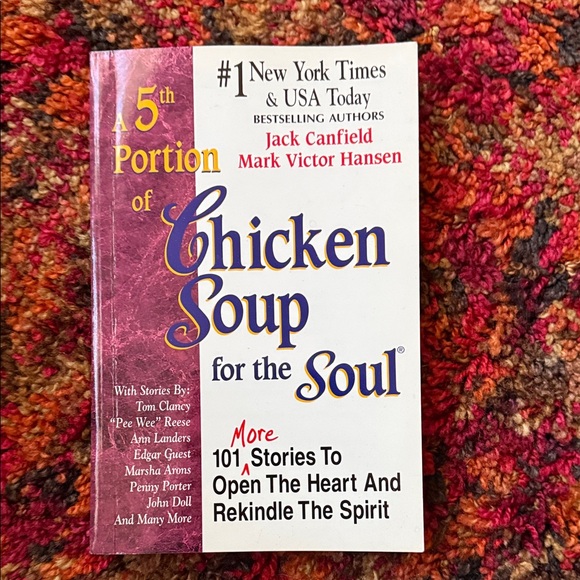 A 5th
Portion
of
#1 New York Times
& USA Today
BESTSELLING AUTHORS
Jack Canfield
Mark Victor Hansen
Chicken
Soup
for the Soul®
With Stories By:
Tom Clancy
"Pee Wee" Reese
Ann Landers
Edgar Guest
Marsha Arons
Penny Porter
John Doll
And Many More
More
101 ^ Stories To
Open The Heart And
Rekindle The Spirit